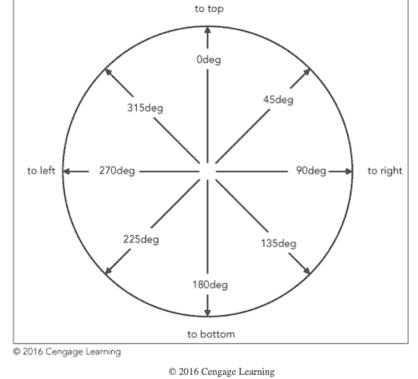 to top
0deg
45deg
315deg
to left
270deg
90deg
to right
225deg
135deg
180deg
to bottom
© 2016 Cengage Learning
© 2016 Cengage Learning